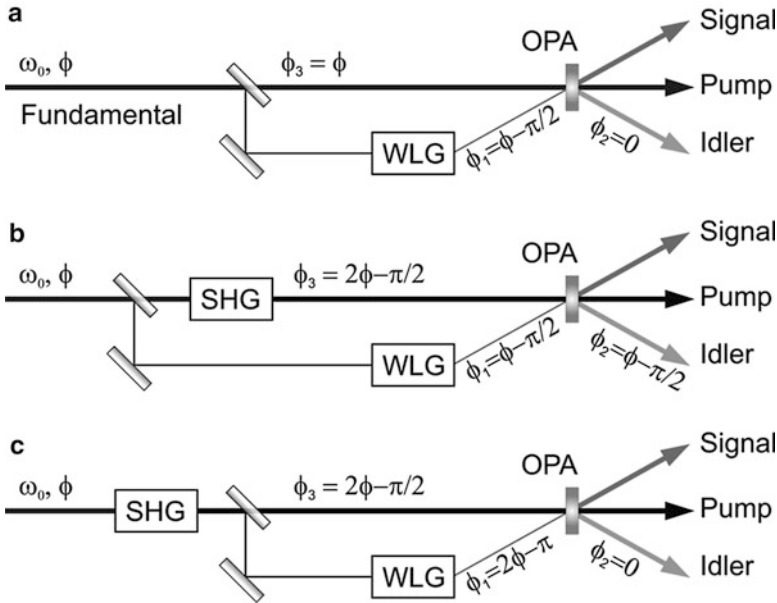 a
ω₀, ϕ
ϕ₃ = ϕ
OPA
Signal
Fundamental
Pump
WLG
ϕ₁=ϕ−π/2
ϕ₂=0
Idler
b
ω₀, ϕ
SHG
ϕ₃ = 2ϕ−π/2
OPA
Signal
Pump
WLG
ϕ₁=ϕ−π/2
ϕ₂=ϕ−π/2
Idler
c
ω₀, ϕ
SHG
ϕ₃ = 2ϕ−π/2
OPA
Signal
Pump
WLG
ϕ₁=2ϕ−π
ϕ₂=0
Idler